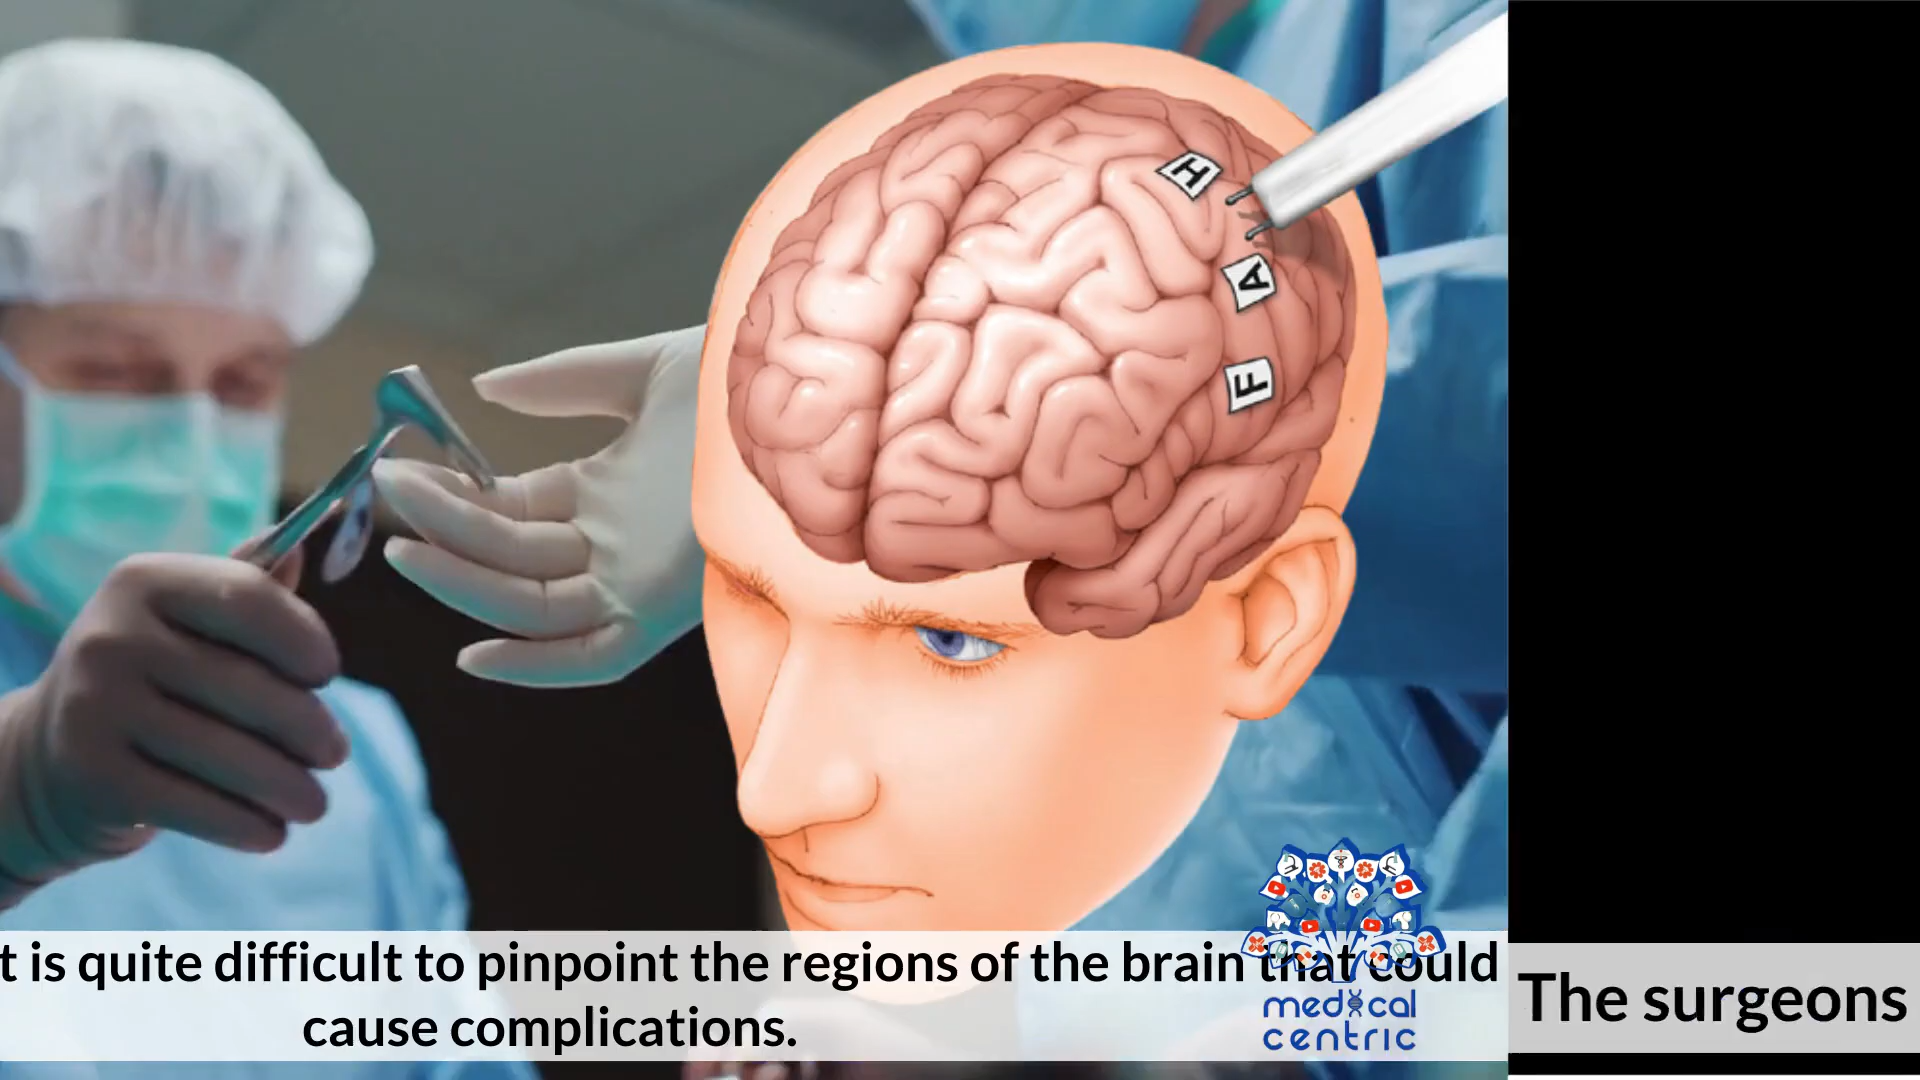 H
A
F
t is quite difficult to pinpoint the regions of the brain that could
cause complications.
medical
centric
The surgeons